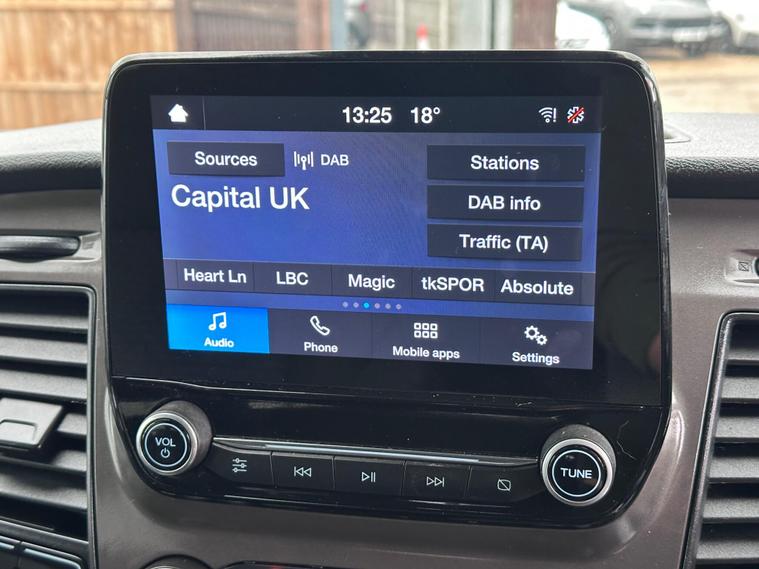 13:25 18°
Sources DAB Stations
Capital UK
DAB info
Traffic (TA)
Heart Ln LBC Magic tkSPOR Absolute
Audio Phone Mobile apps Settings
VOL
TUNE